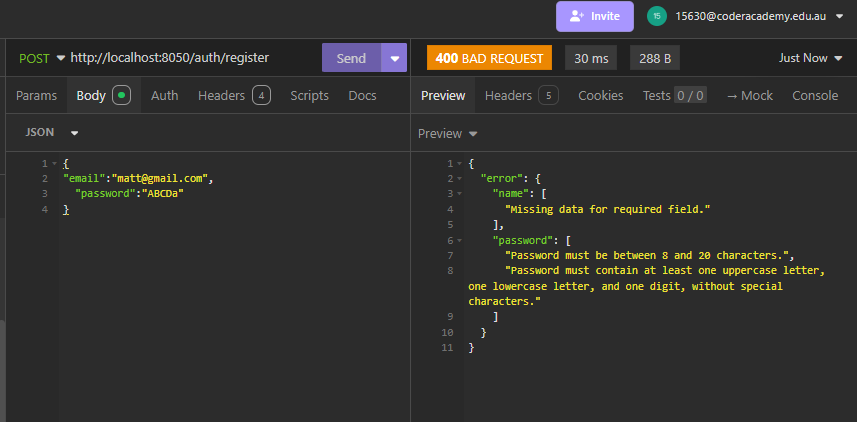 Invite
15 15630@coderacademy.edu.au
POST http://localhost:8050/auth/register Send
400 BAD REQUEST 30 ms 288 B Just Now
Params Body Auth Headers 4 Scripts Docs
Preview Headers 5 Cookies Tests 0 / 0 → Mock Console
JSON
Preview
1 {
2 "email":"matt@gmail.com",
3 "password":"ABCDa"
4 }
1 {
2 "error": {
3 "name": [
4 "Missing data for required field."
5 ],
6 "password": [
7 "Password must be between 8 and 20 characters.",
8 "Password must contain at least one uppercase letter,
one lowercase letter, and one digit, without special
characters."
9 ]
10 }
11 }